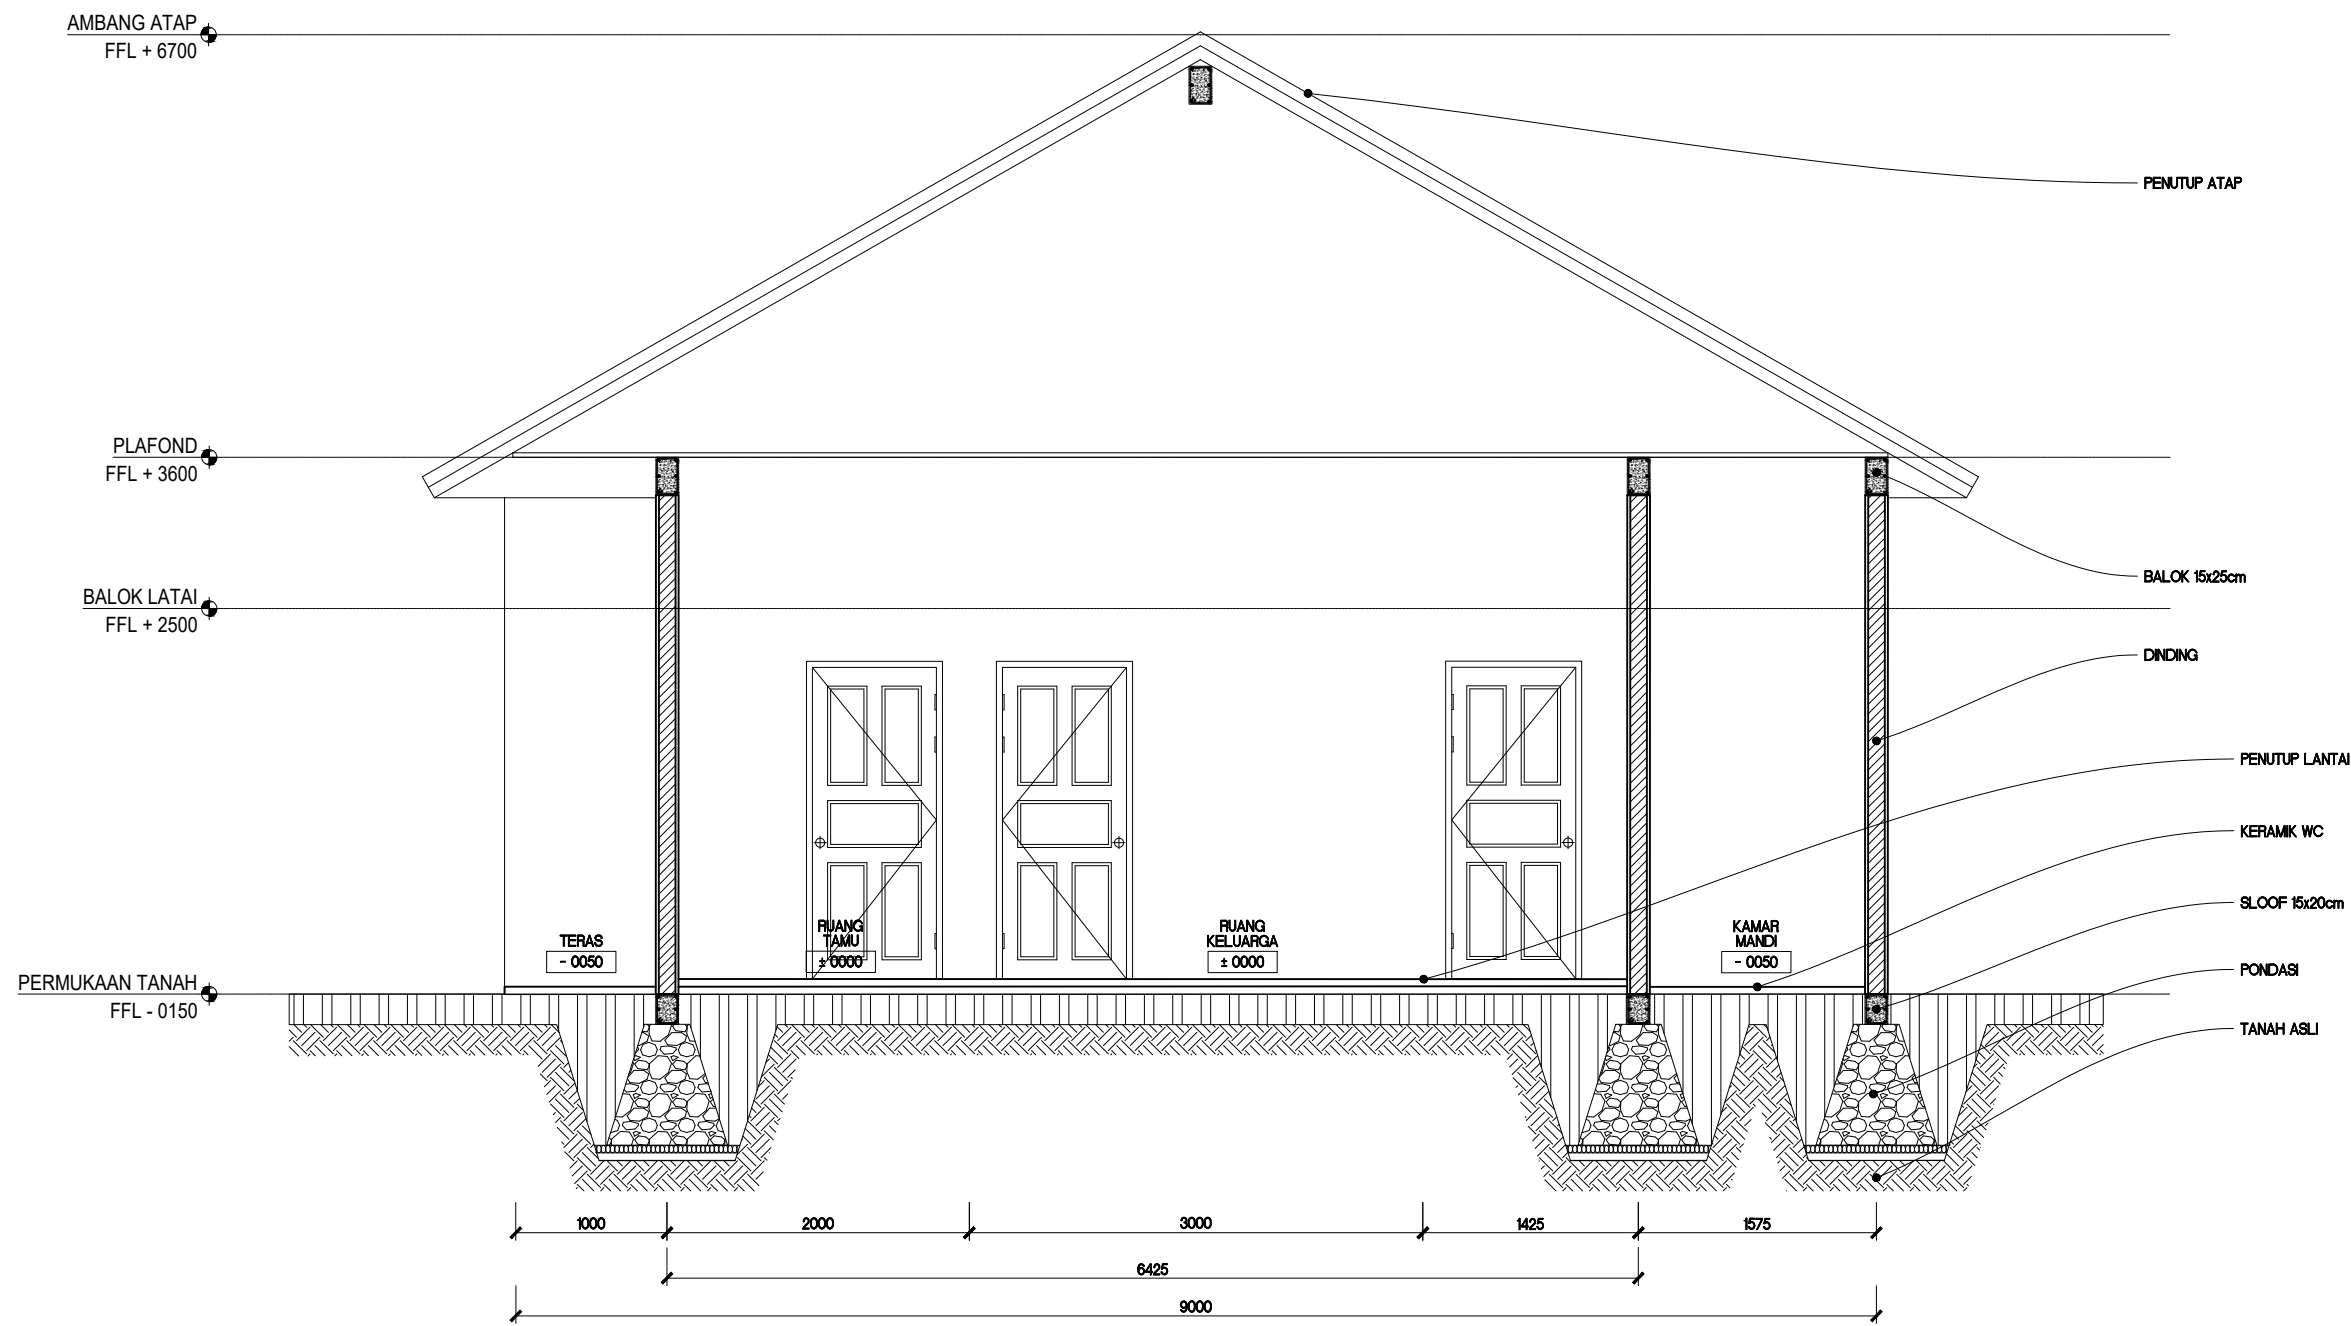 AMBANG ATAP
FFL + 6700
PENUTUP ATAP
PLAFOND
FFL + 3600
BALOK 15x25cm
BALOK LATAI
FFL + 2500
DINDING
PENUTUP LANTAI
KERAMIK WC
SLOOF 15x20cm
TERAS
- 0050
RUANG
TAMU
± 0000
RUANG
KELUARGA
± 0000
KAMAR
MANDI
- 0050
PONDASI
PERMUKAAN TANAH
FFL - 0150
TANAH ASLI
1000
2000
3000
1425
1575
6425
9000